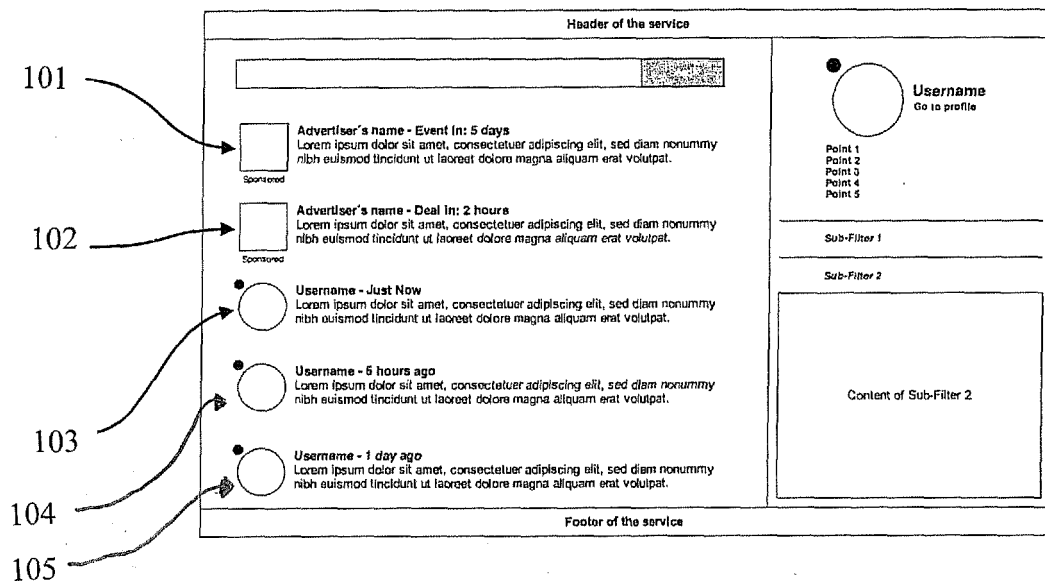 Header of the service
101
Advertiser's name - Event in: 5 days
Lorem ipsum dolor sit amet, consectetuer adipiscing elit, sed diam nonummy
nibh euismod tincidunt ut laoreet dolore magna aliquam erat volutpat.
Sponsored
102
Advertiser's name - Deal in: 2 hours
Lorem ipsum dolor sit amet, consectetuer adipiscing elit, sed diam nonummy
nibh euismod tincidunt ut laoreet dolore magna aliquam erat volutpat.
Sponsored
103
Username - Just Now
Lorem ipsum dolor sit amet, consectetuer adipiscing elit, sed diam nonummy
nibh euismod tincidunt ut laoreet dolore magna aliquam erat volutpat.
104
Username - 5 hours ago
Lorem ipsum dolor sit amet, consectetuer adipiscing elit, sed diam nonummy
nibh euismod tincidunt ut laoreet dolore magna aliquam erat volutpat.
105
Username - 1 day ago
Lorem ipsum dolor sit amet, consectetuer adipiscing elit, sed diam nonummy
nibh euismod tincidunt ut laoreet dolore magna aliquam erat volutpat.
Username
Go to profile
Point 1
Point 2
Point 3
Point 4
Point 5
Sub-Filter 1
Sub-Filter 2
Content of Sub-Filter 2
Footer of the service